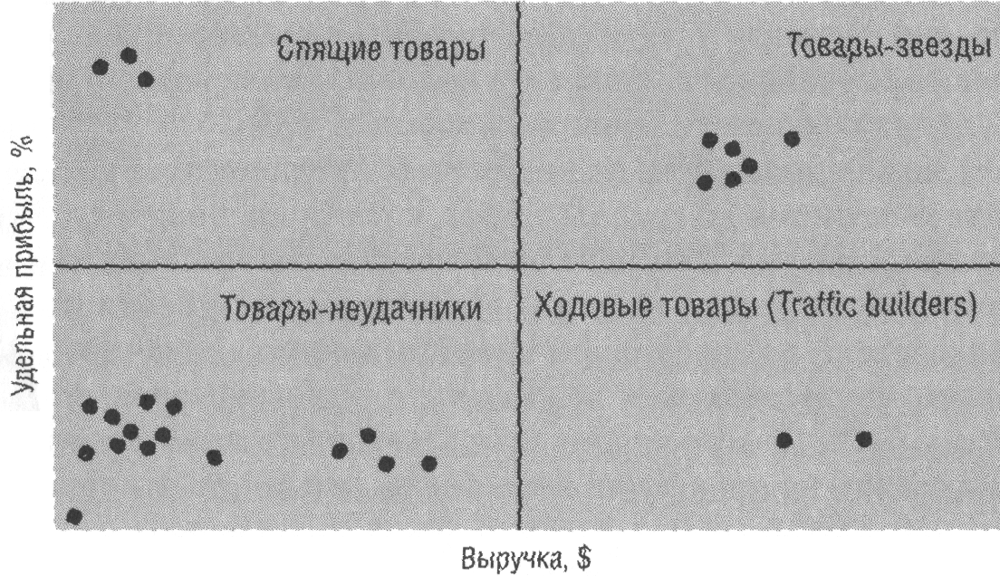 Спящие товары
Товары-звезды
Удельная прибыль, %
Товары-неудачники
Ходовые товары (Traffic builders)
Выручка, $